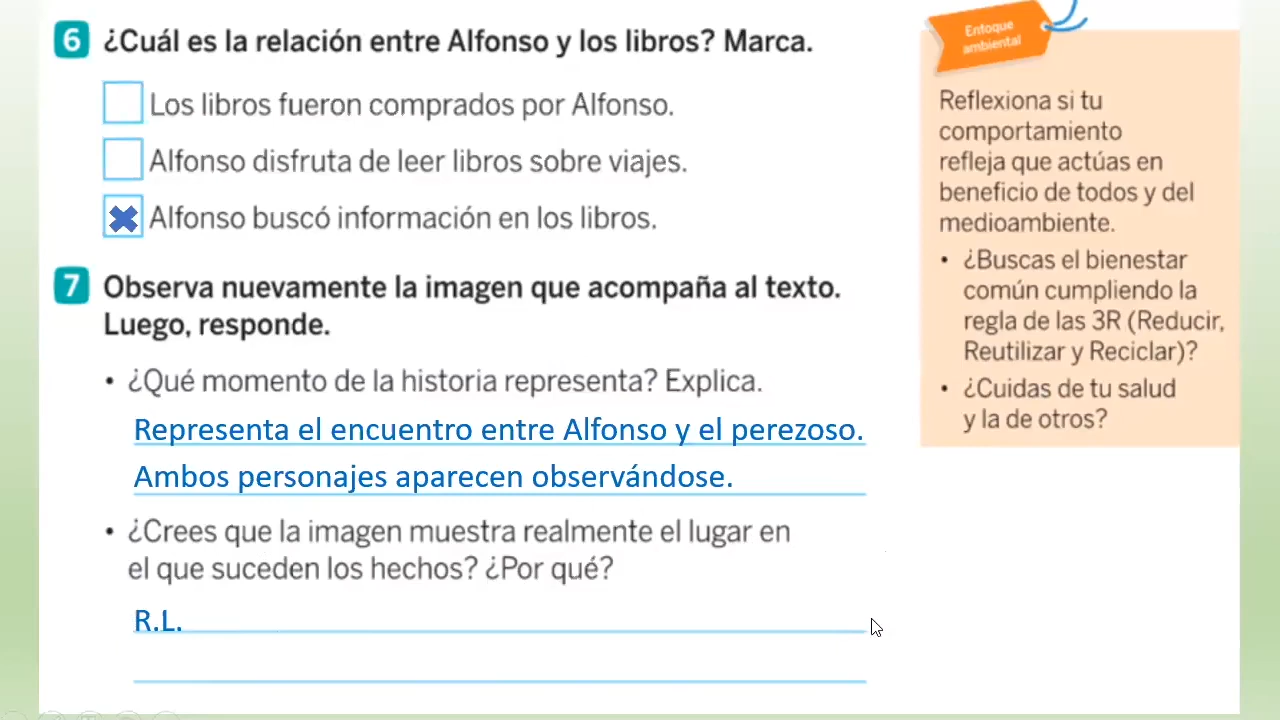 6 ¿Cuál es la relación entre Alfonso y los libros? Marca.
Los libros fueron comprados por Alfonso.
Alfonso disfruta de leer libros sobre viajes.
Alfonso buscó información en los libros.
7 Observa nuevamente la imagen que acompaña al texto.
Luego, responde.
• ¿Qué momento de la historia representa? Explica.
Representa el encuentro entre Alfonso y el perezoso.
Ambos personajes aparecen observándose.
• ¿Crees que la imagen muestra realmente el lugar en
el que suceden los hechos? ¿Por qué?
R.L.
Enfoque
ambiental
Reflexiona si tu
comportamiento
refleja que actúas en
beneficio de todos y del
medioambiente.
• ¿Buscas el bienestar
común cumpliendo la
regla de las 3R (Reducir,
Reutilizar y Reciclar)?
• ¿Cuidas de tu salud
y la de otros?